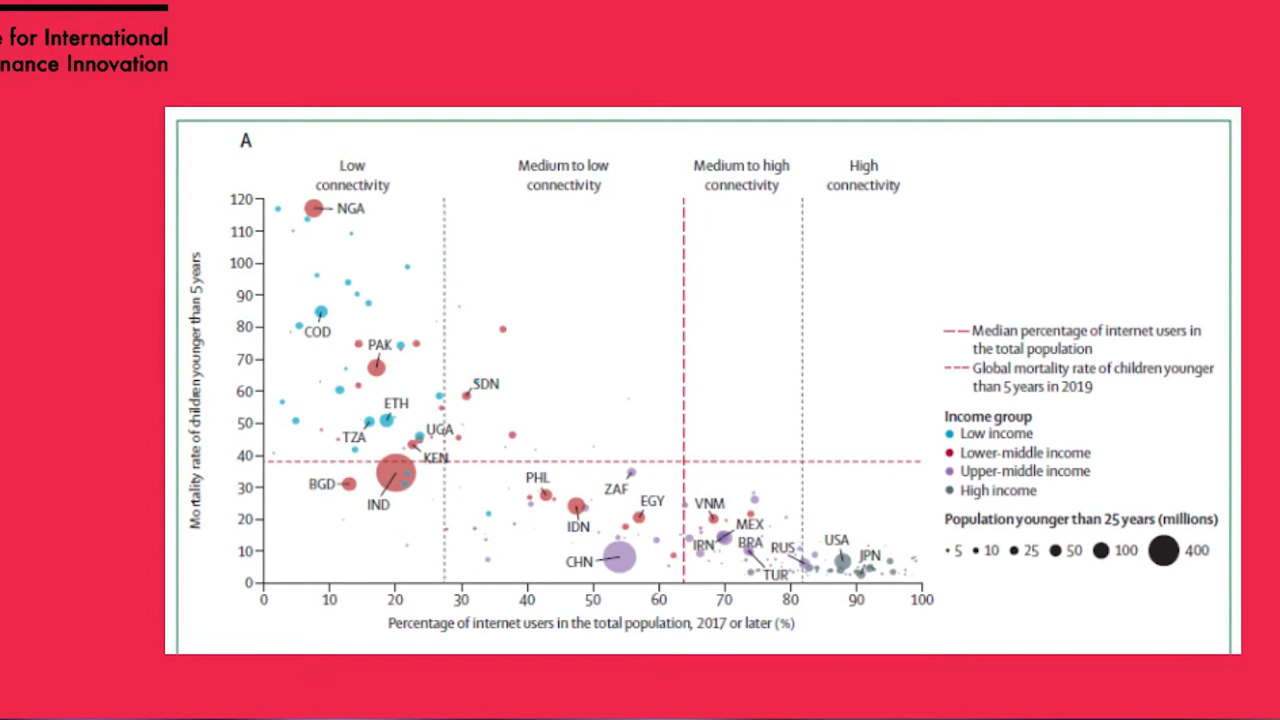 e for International
nance Innovation
A
Low
connectivity
Medium to low
connectivity
Medium to high
connectivity
High
connectivity
120
110
100
90
80
70
60
50
40
30
20
10
0
Mortality rate of children younger than 5 years
NGA
COD
PAK
SDN
ETH
TZA
UGA
KEN
BGD
IND
PHL
ZAF
IDN
EGY
CHN
VNM
MEX
IRN
BRA
RUS
TUR
USA
JPN
0 10 20 30 40 50 60 70 80 90 100
Percentage of internet users in the total population, 2017 or later (%)
Median percentage of internet users in
the total population
Global mortality rate of children younger
than 5 years in 2019
Income group
Low income
Lower-middle income
Upper-middle income
High income
Population younger than 25 years (millions)
5 10 25 50 100 400